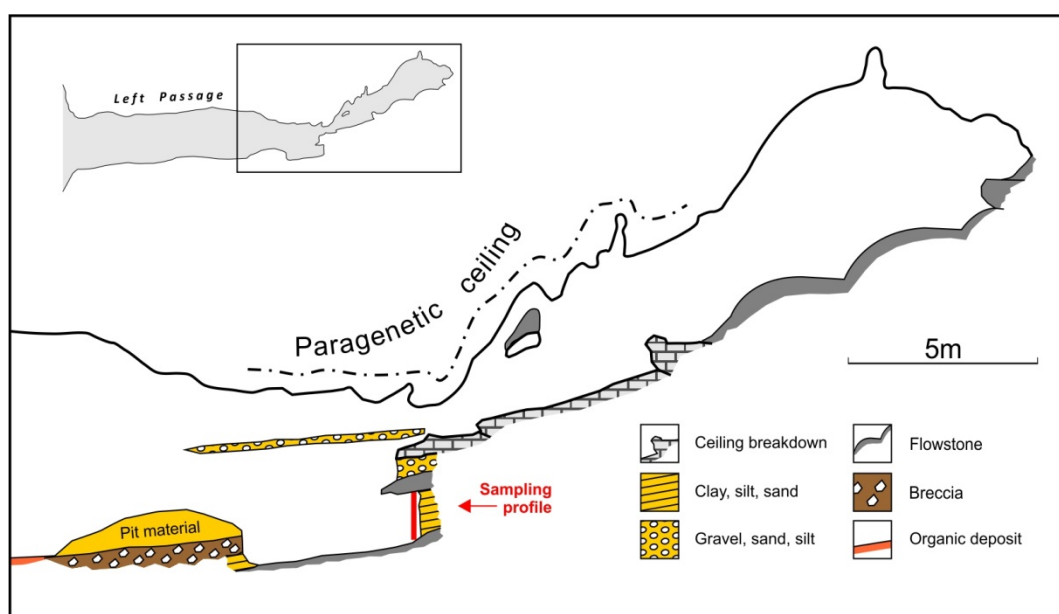 Left Passage
Paragenetic ceiling
5m
Sampling
profile
Pit material
Ceiling breakdown
Clay, silt, sand
Gravel, sand, silt
Flowstone
Breccia
Organic deposit